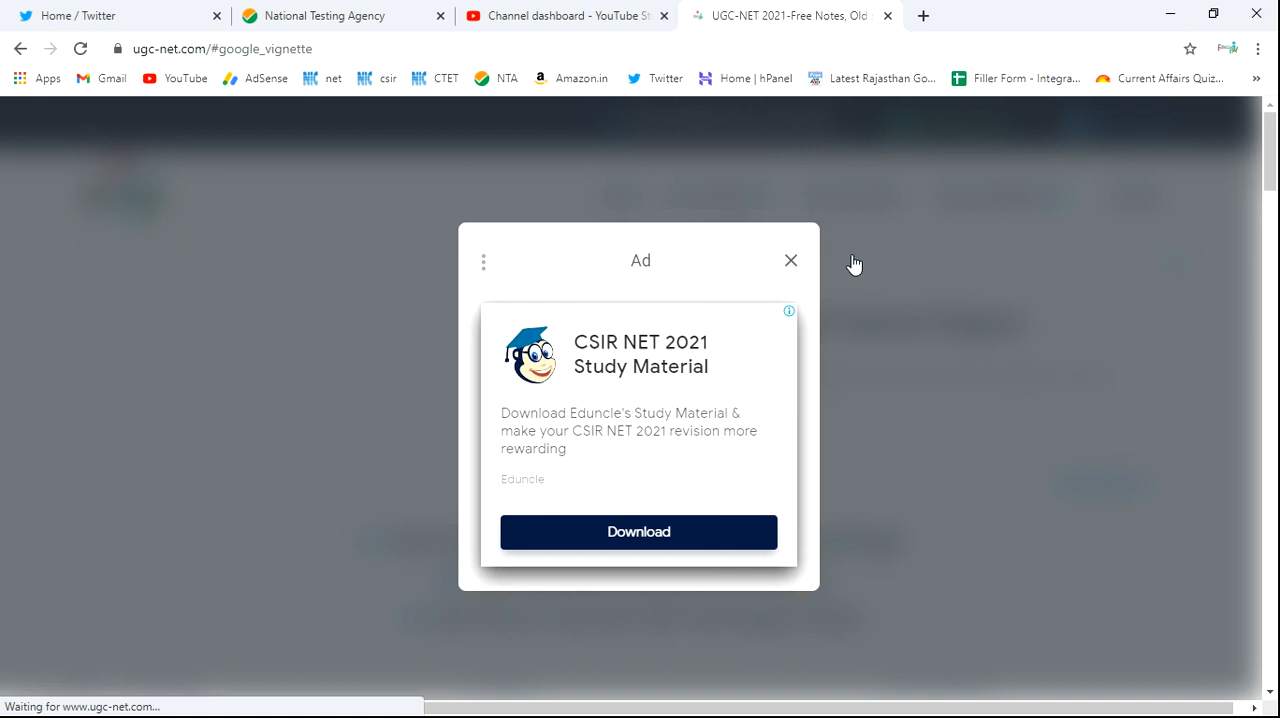 Home / Twitter
National Testing Agency
Channel dashboard - YouTube St
UGC-NET 2021-Free Notes, Old
ugc-net.com/#google_vignette
Apps
Gmail
YouTube
AdSense
net
csir
CTET
NTA
Amazon.in
Twitter
Home | hPanel
Latest Rajasthan Go...
Filler Form - Integra...
Current Affairs Quiz...
»
Ad
CSIR NET 2021
Study Material
Download Eduncle's Study Material &
make your CSIR NET 2021 revision more
rewarding
Eduncle
Download
Waiting for www.ugc-net.com...